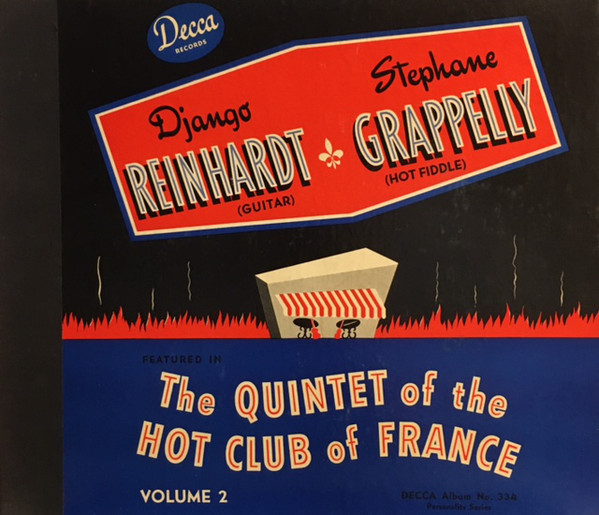 Decca
RECORDS
Django
REINHARDT
(GUITAR)
Stephane
GRAPPELLY
(HOT FIDDLE)
FEATURED IN
The QUINTET of the
HOT CLUB of FRANCE
VOLUME 2
DECCA Album No. 236
Personality Series